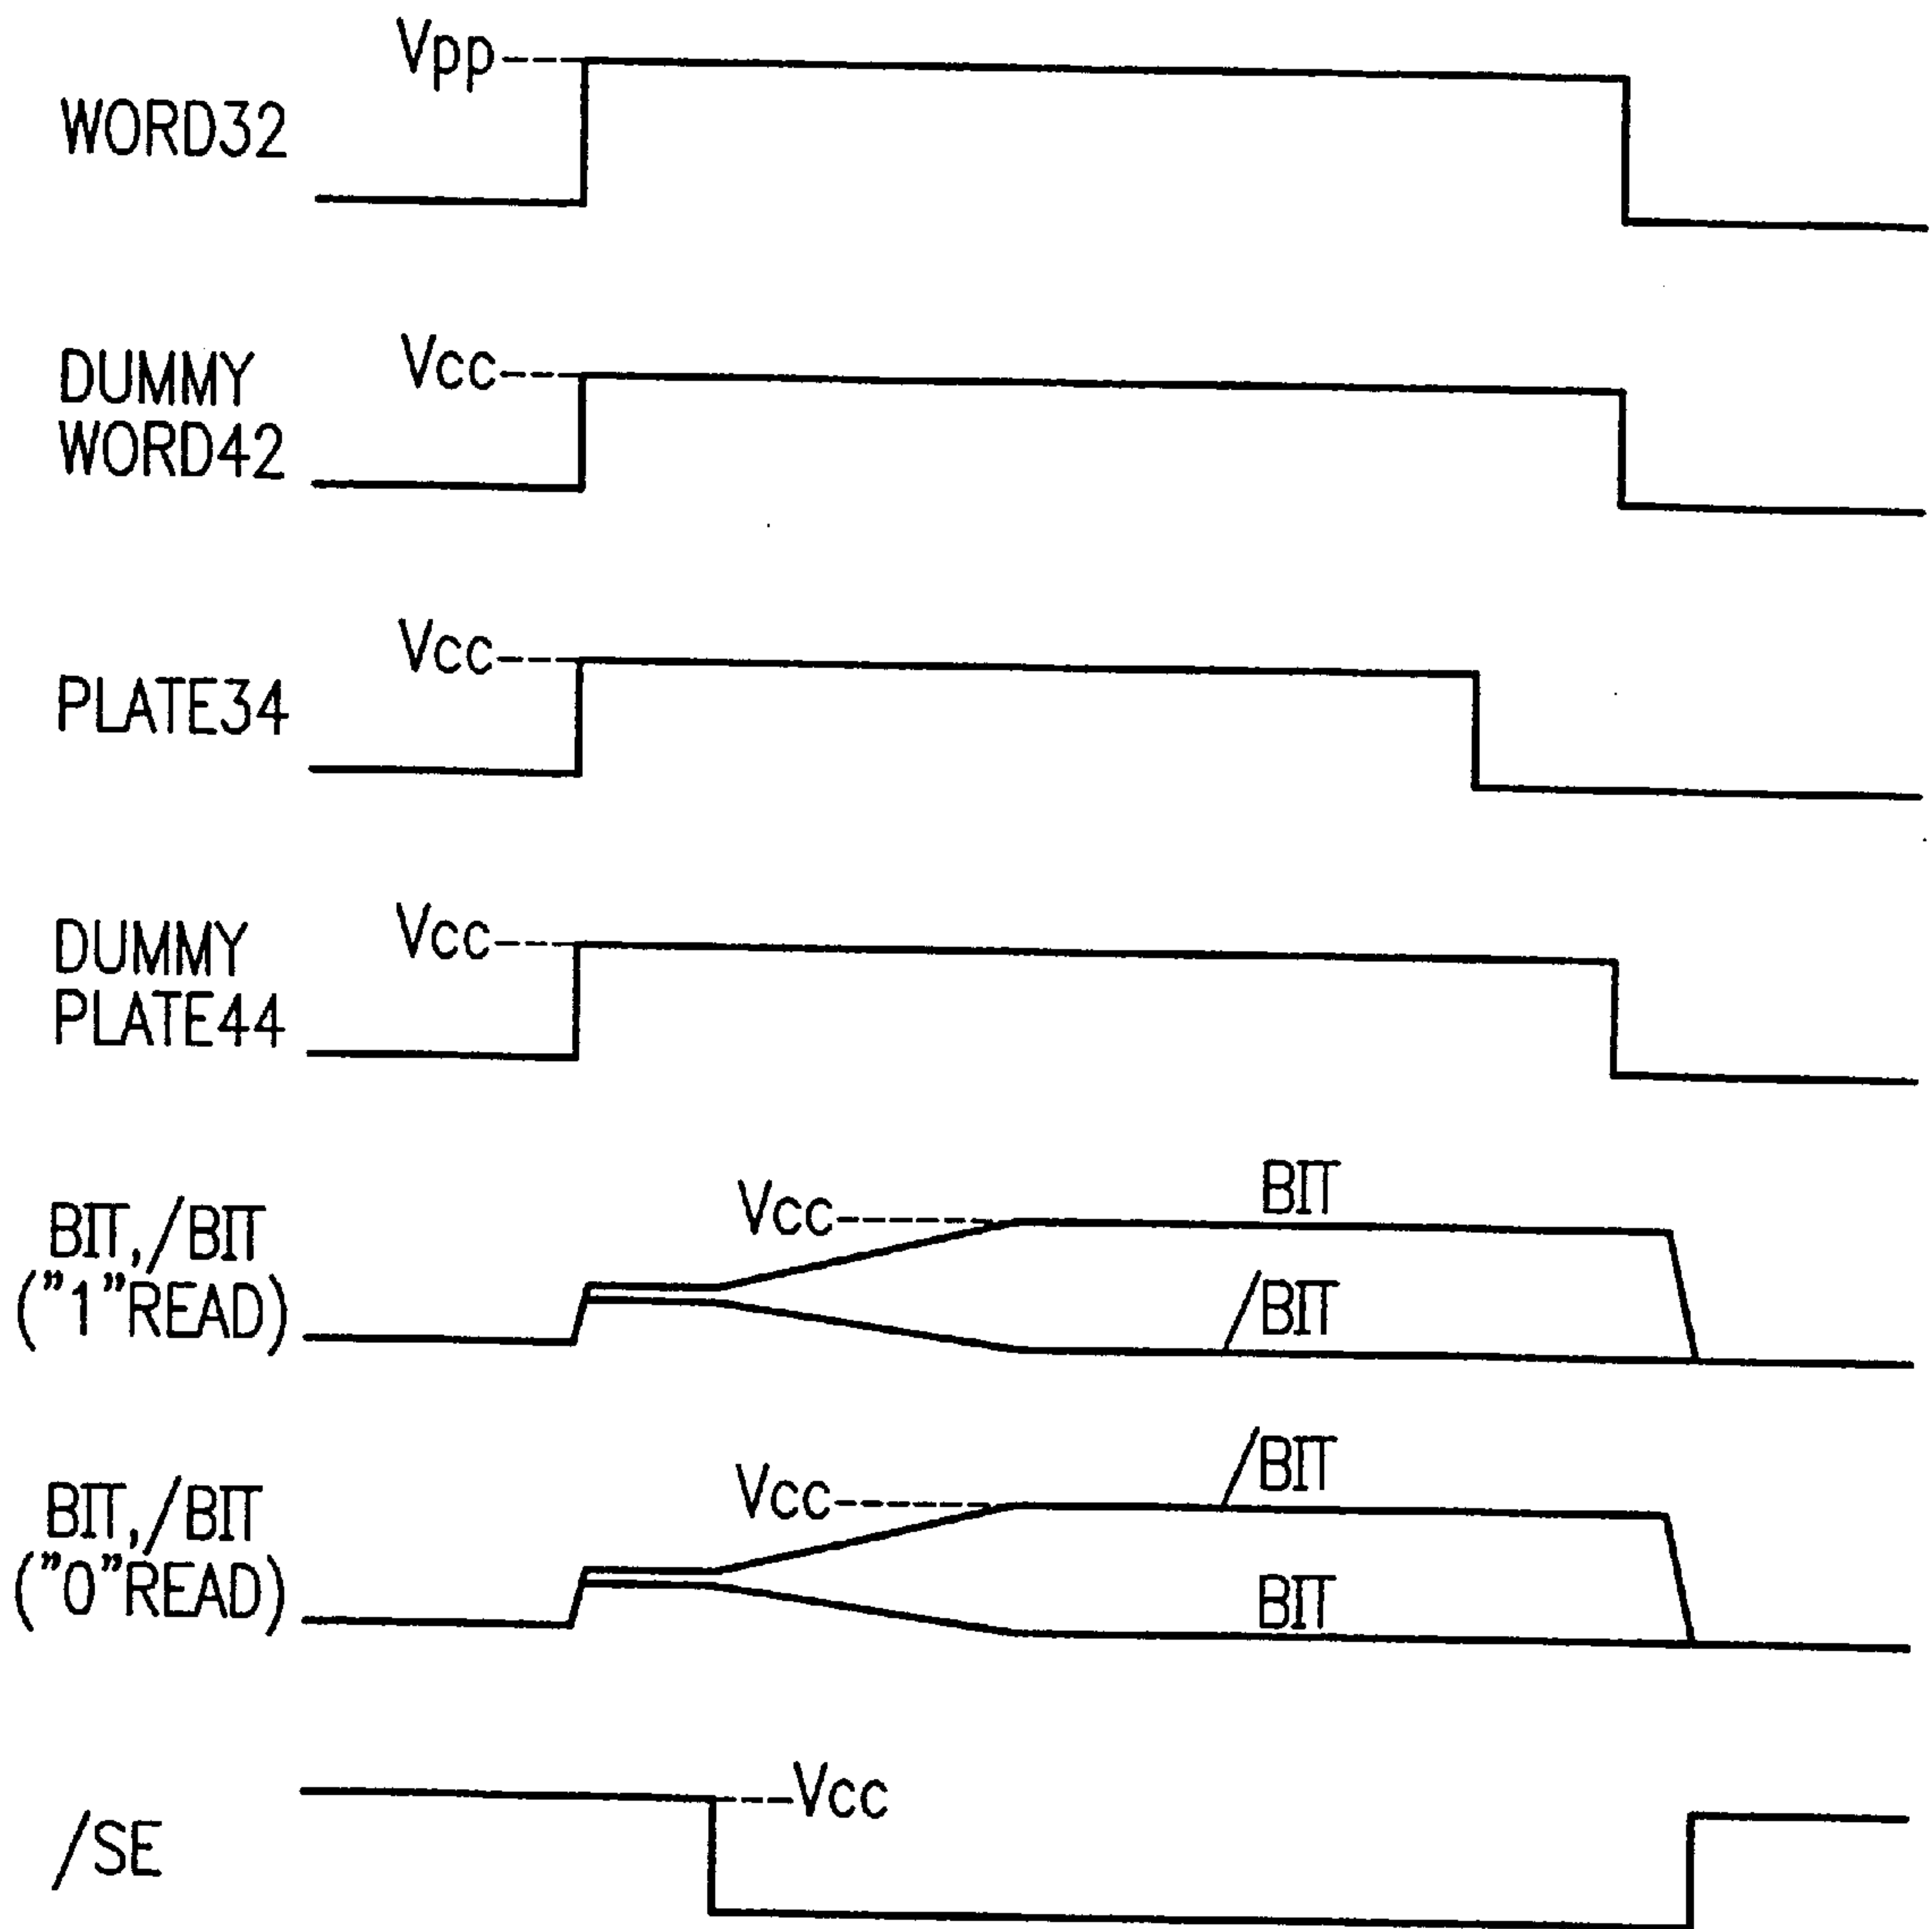 Vpp
WORD32
Vcc
DUMMY
WORD42
Vcc
PLATE34
Vcc
DUMMY
PLATE44
BIT
Vcc
BIT,/BIT
("1"READ)
/BIT
/BIT
Vcc
BIT,/BIT
("0"READ)
BIT
Vcc
/SE